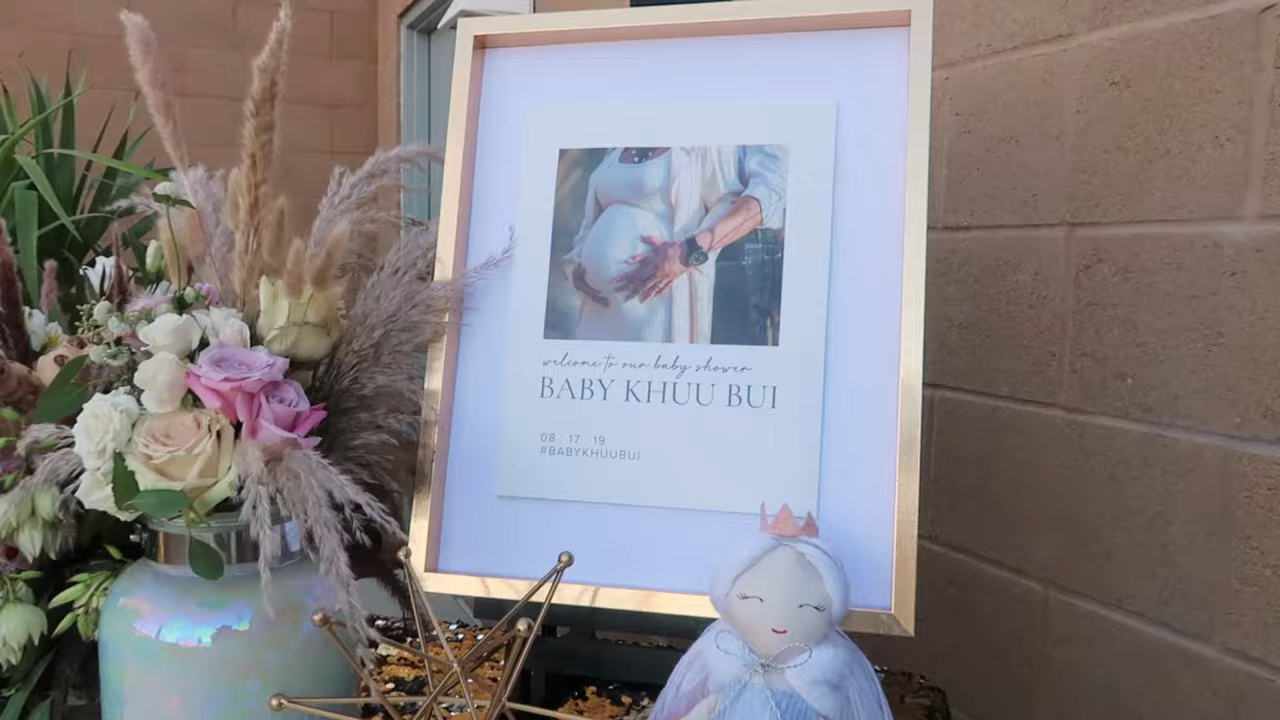 welcome to our baby shower
BABY KHUU BUI
08 . 17 . 19
#BABYKHUUBUI